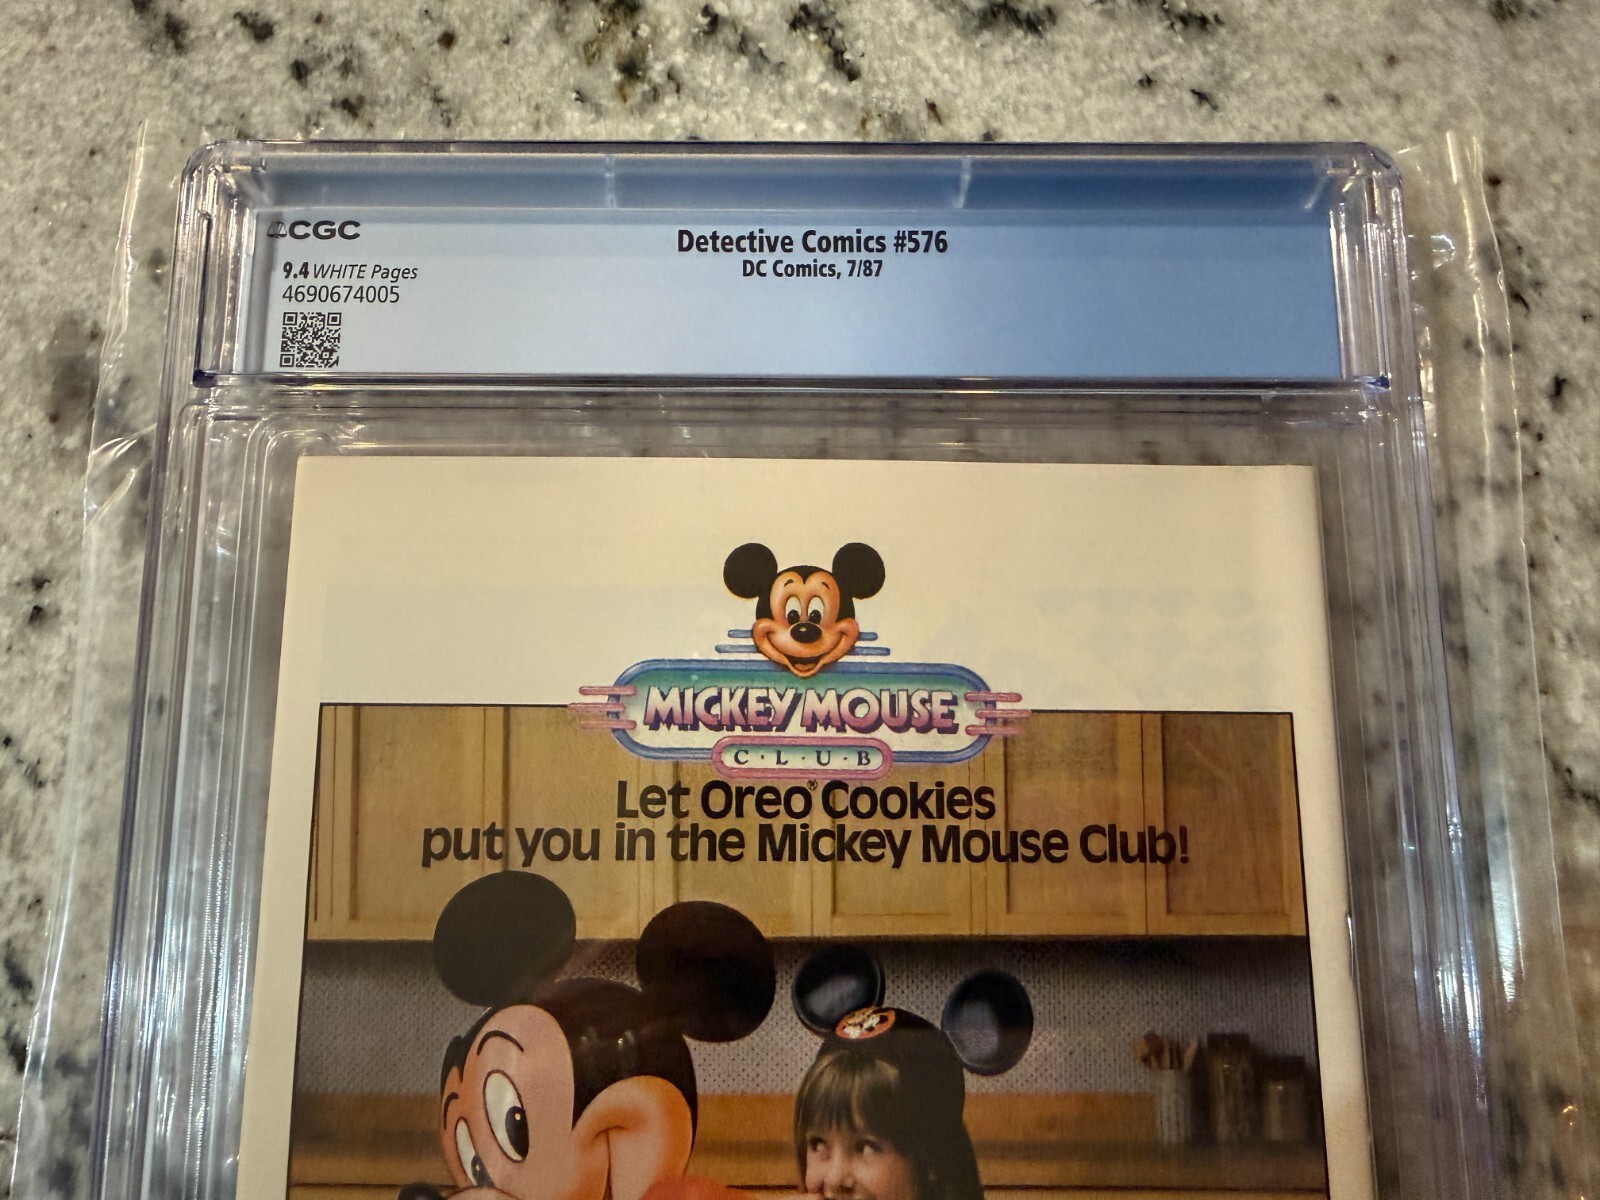 CGC
Detective Comics #576
DC Comics, 7/87
9.4 WHITE Pages
4690674005
MICKEY MOUSE
C·L·U·B
Let Oreo® Cookies
put you in the Mickey Mouse Club!